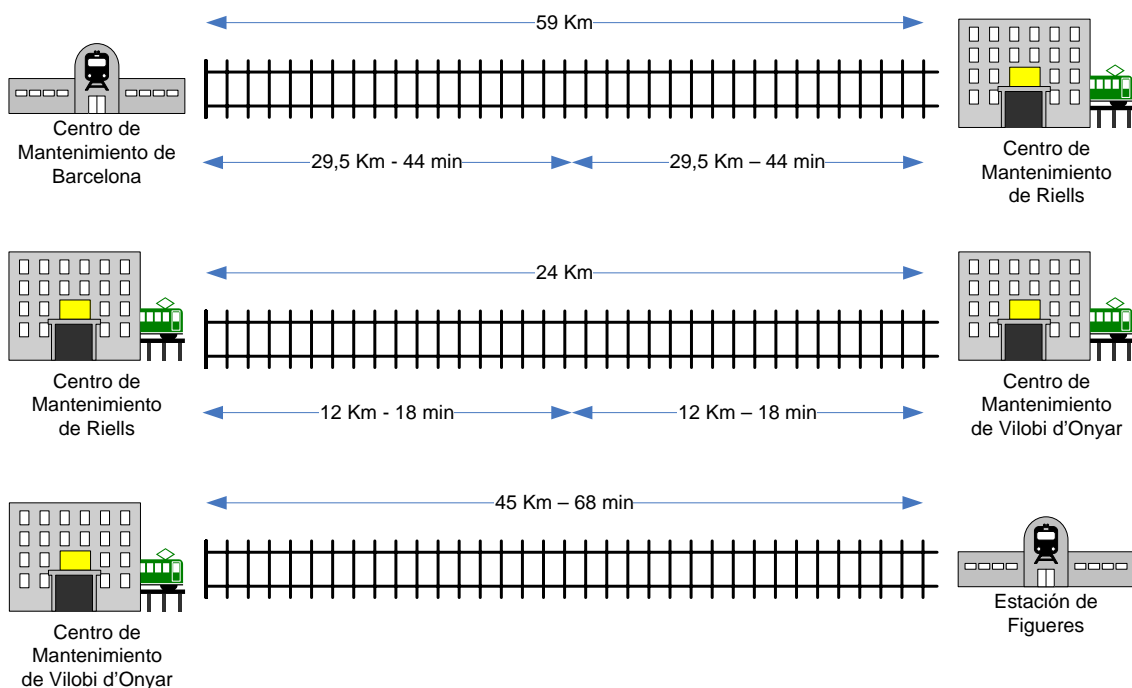 59 Km
Centro de
Mantenimiento de
Barcelona
29,5 Km - 44 min
29,5 Km – 44 min
Centro de
Mantenimiento
de Riells
24 Km
Centro de
Mantenimiento
de Riells
12 Km - 18 min
12 Km – 18 min
Centro de
Mantenimiento
de Vilobi d'Onyar
45 Km – 68 min
Centro de
Mantenimiento
de Vilobi d'Onyar
Estación de
Figueres